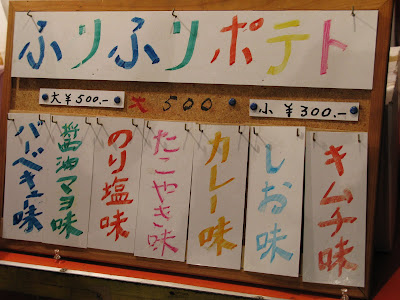 ふりふりポテト
大 ¥500.-
大 500
小 ¥300.-
バーベキュー味
醤油マヨ味
のり塩味
たこやき味
カレー味
しお味
キムチ味